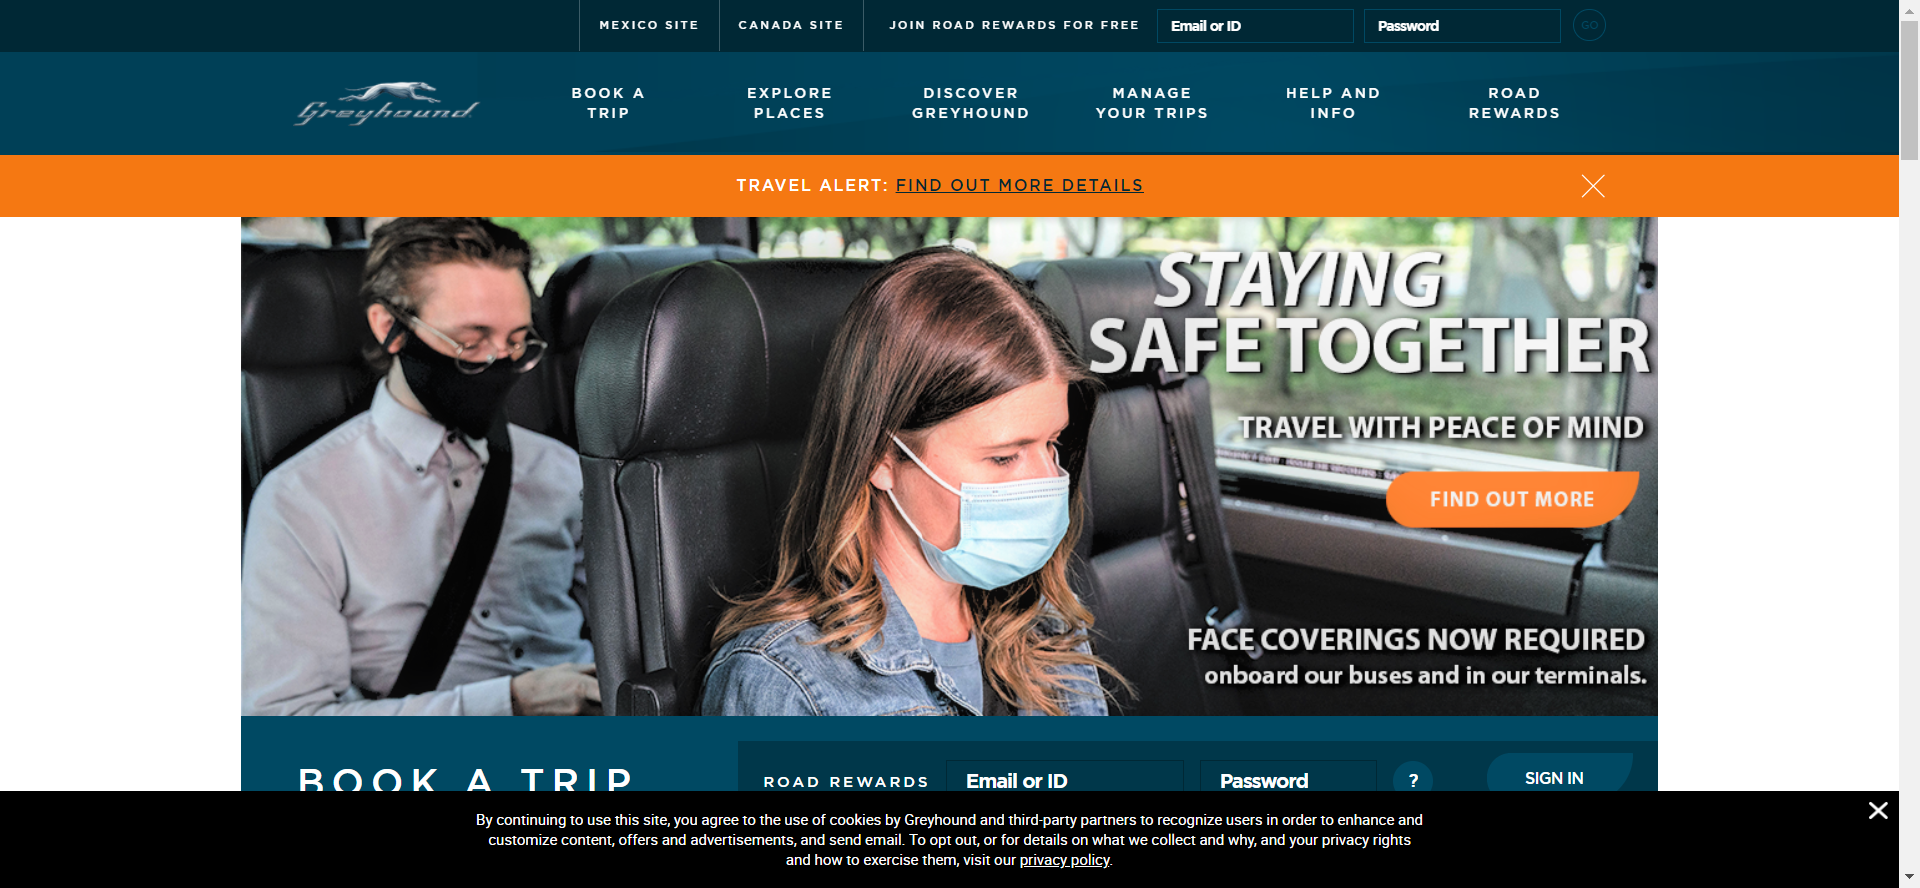 MEXICO SITE
CANADA SITE
JOIN ROAD REWARDS FOR FREE
Email or ID
Password
GO
Greyhound
BOOK A
TRIP
EXPLORE
PLACES
DISCOVER
GREYHOUND
MANAGE
YOUR TRIPS
HELP AND
INFO
ROAD
REWARDS
TRAVEL ALERT: FIND OUT MORE DETAILS
STAYING
SAFE TOGETHER
TRAVEL WITH PEACE OF MIND
FIND OUT MORE
FACE COVERINGS NOW REQUIRED
onboard our buses and in our terminals.
BOOK A TRIP
ROAD REWARDS
Email or ID
Password
?
SIGN IN
By continuing to use this site, you agree to the use of cookies by Greyhound and third-party partners to recognize users in order to enhance and
customize content, offers and advertisements, and send email. To opt out, or for details on what we collect and why, and your privacy rights
and how to exercise them, visit our privacy policy.